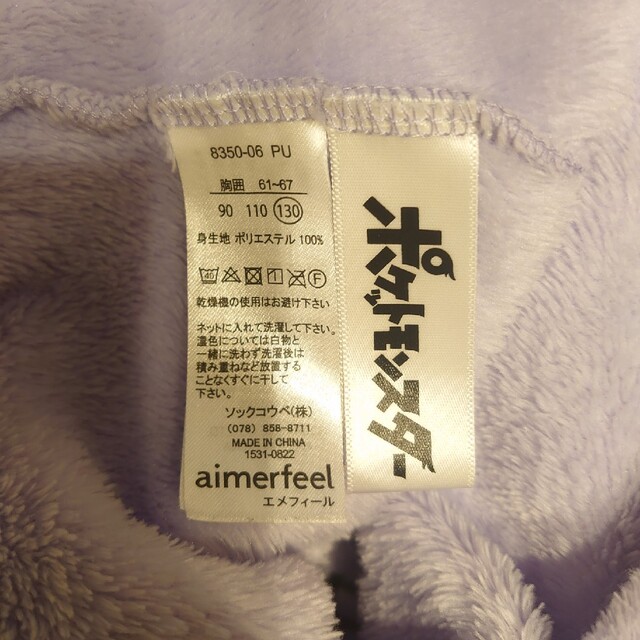 8350-06 PU
胸囲 61~67
90 110 130
身生地 ポリエステル 100%
乾燥機の使用はお避け下さい
ネットに入れて洗濯して下さい。
濃色については白物と
一緒に洗わず洗濯後は
積み重ねなど放置する
ことなくすぐに干して
下さい。
ソックコウベ(株)
(078) 858-8711
MADE IN CHINA
1531-0822
aimerfeel
エメフィール
ポケットモンスター